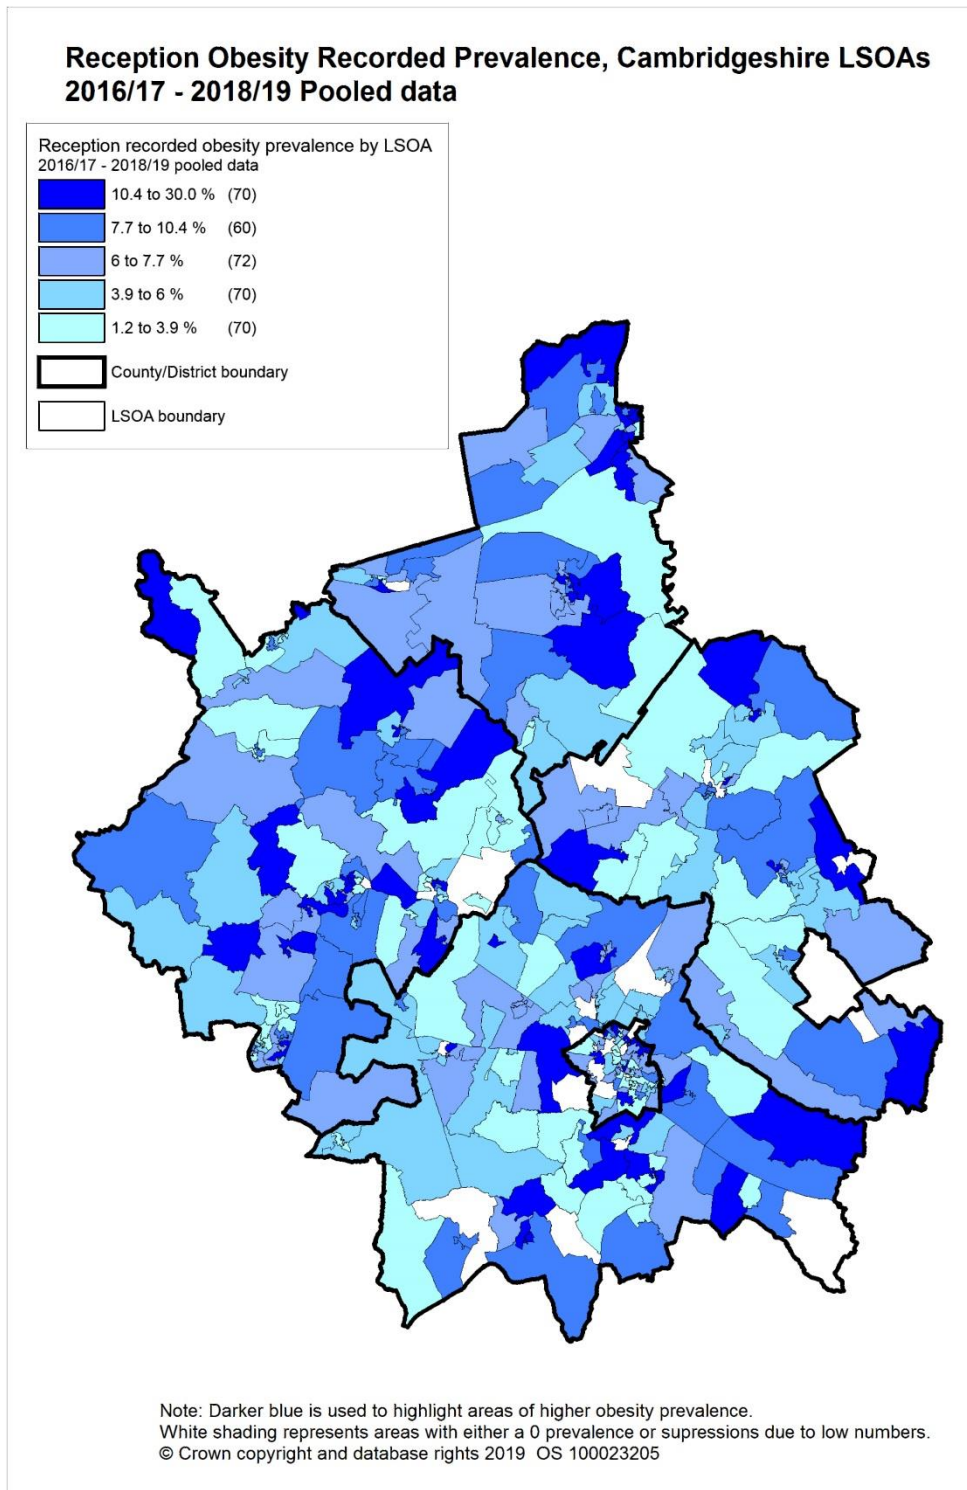 Reception Obesity Recorded Prevalence, Cambridgeshire LSOAs
2016/17 - 2018/19 Pooled data
Reception recorded obesity prevalence by LSOA
2016/17 - 2018/19 pooled data
10.4 to 30.0 % (70)
7.7 to 10.4 % (60)
6 to 7.7 % (72)
3.9 to 6 % (70)
1.2 to 3.9 % (70)
County/District boundary
LSOA boundary
Note: Darker blue is used to highlight areas of higher obesity prevalence.
White shading represents areas with either a 0 prevalence or supressions due to low numbers.
© Crown copyright and database rights 2019 OS 100023205